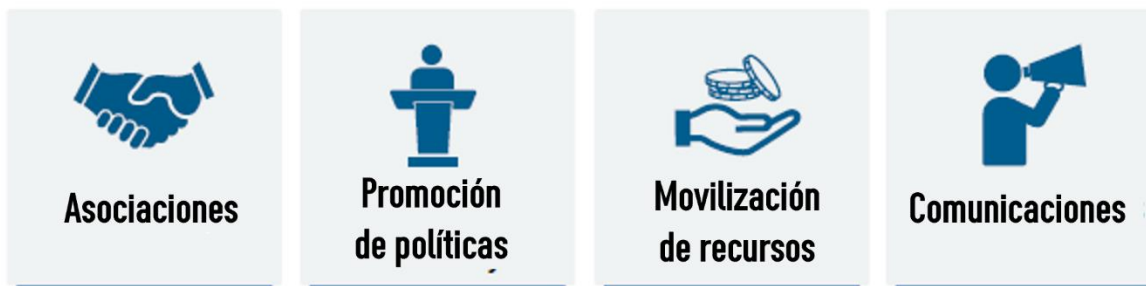 Asociaciones
Promoción
de políticas
Movilización
de recursos
Comunicaciones